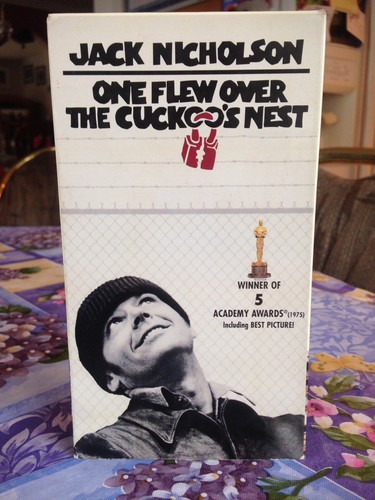 JACK NICHOLSON
ONE FLEW OVER
THE CUCKOO'S NEST
WINNER OF
5
ACADEMY AWARDS® (1975)
Including BEST PICTURE!